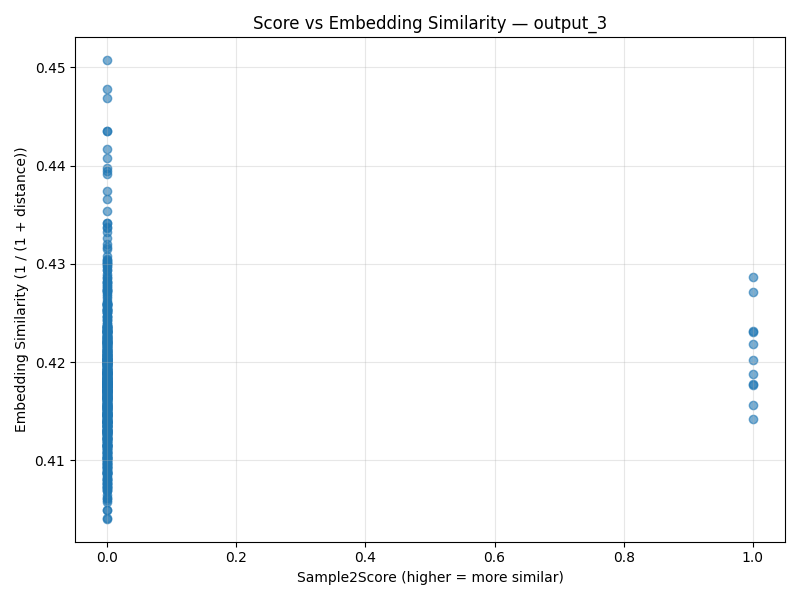 Score vs Embedding Similarity — output_3
Embedding Similarity (1 / (1 + distance))
0.45
0.44
0.43
0.42
0.41
0.0 0.2 0.4 0.6 0.8 1.0
Sample2Score (higher = more similar)